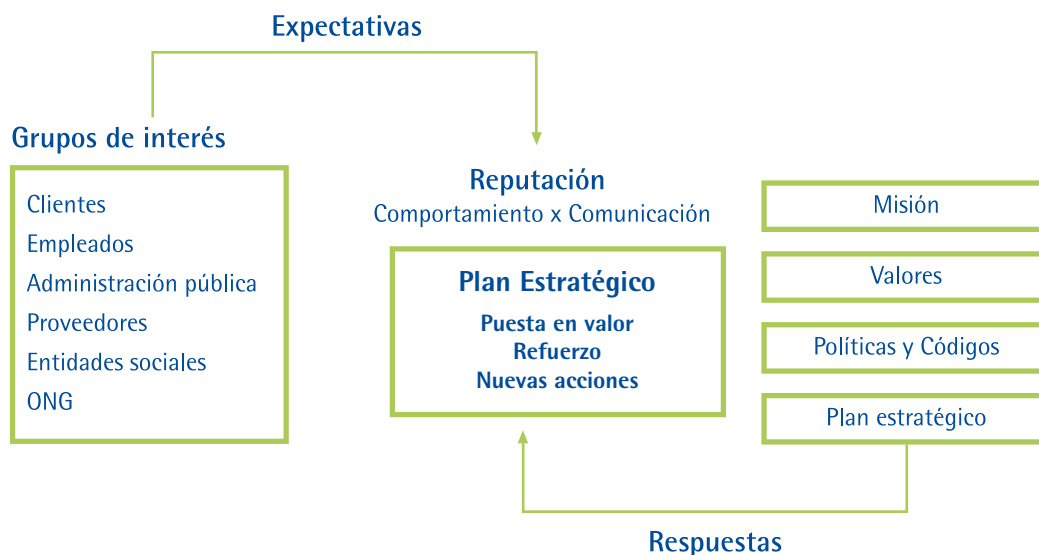 Expectativas
Grupos de interés
Clientes
Empleados
Administración pública
Proveedores
Entidades sociales
ONG
Reputación
Comportamiento x Comunicación
Plan Estratégico
Puesta en valor
Refuerzo
Nuevas acciones
Misión
Valores
Políticas y Códigos
Plan estratégico
Respuestas